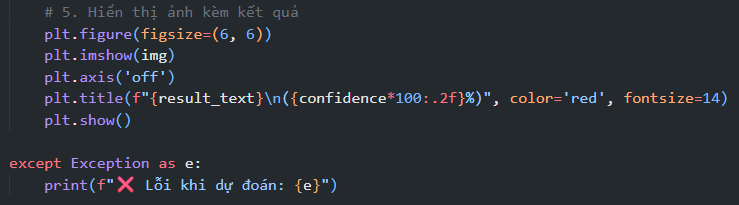 # 5. Hiển thị ảnh kèm kết quả
plt.figure(figsize=(6, 6))
plt.imshow(img)
plt.axis('off')
plt.title(f"{result_text}\n({confidence*100:.2f}%)", color='red', fontsize=14)
plt.show()
except Exception as e:
print(f"❌ Lỗi khi dự đoán: {e}")